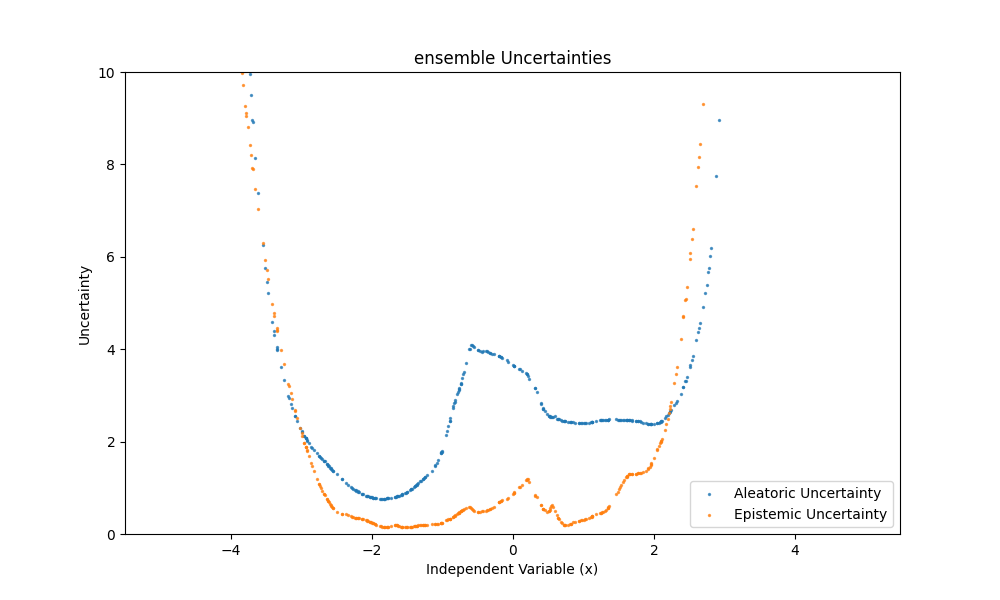 ensemble Uncertainties
10
8
6
4
2
0
Uncertainty
−4
−2
0
2
4
Independent Variable (x)
Aleatoric Uncertainty
Epistemic Uncertainty